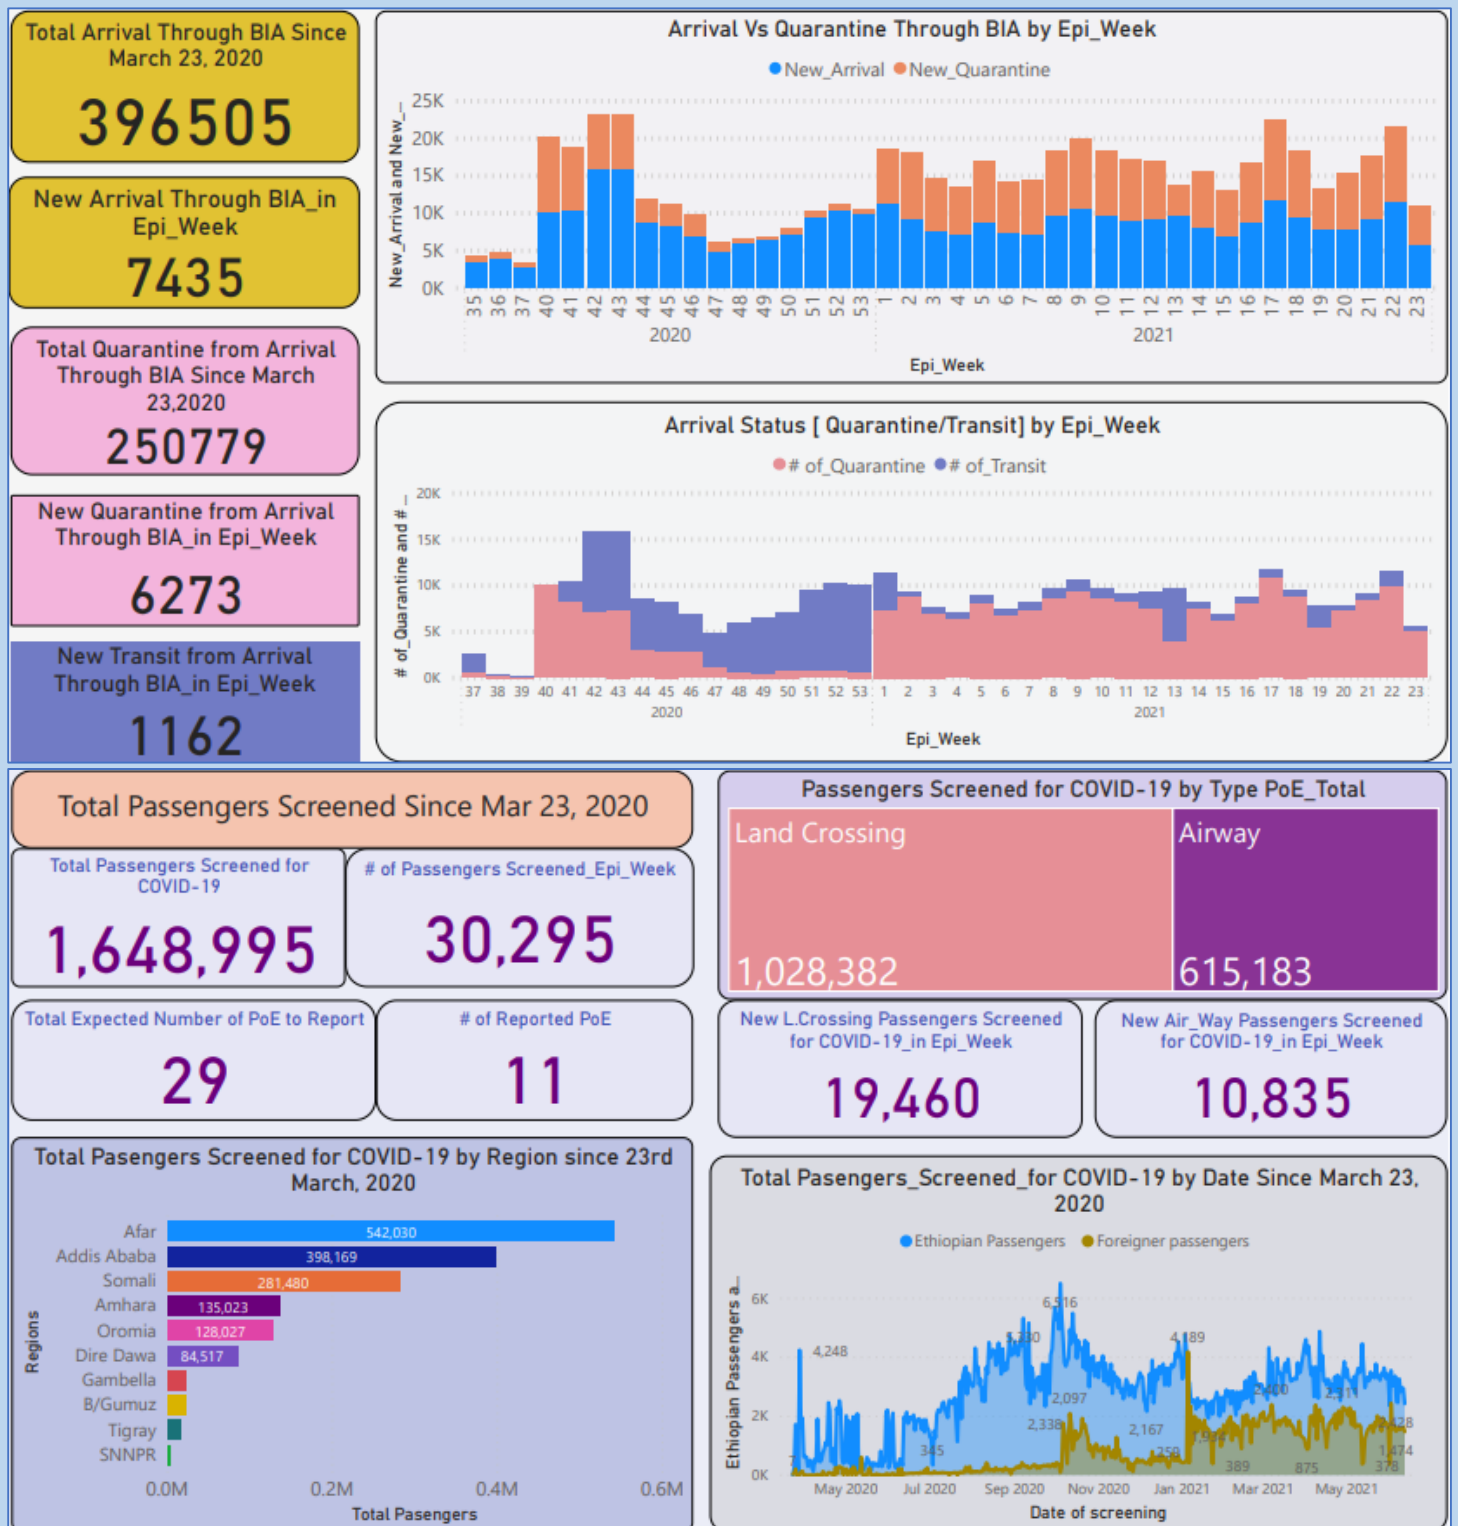 Total Arrival Through BIA Since
March 23, 2020
396505
New Arrival Through BIA_in
Epi_Week
7435
Total Quarantine from Arrival
Through BIA Since March
23,2020
250779
New Quarantine from Arrival
Through BIA_in Epi_Week
6273
New Transit from Arrival
Through BIA_in Epi_Week
1162
Arrival Vs Quarantine Through BIA by Epi_Week
New_Arrival New_Quarantine
New_Arrival and New_...
25K
20K
15K
10K
5K
0K
35 36 37 40 41 42 43 44 45 46 47 48 49 50 51 52 53 1 2 3 4 5 6 7 8 9 10 11 12 13 14 15 16 17 18 19 20 21 22 23
2020 2021
Epi_Week
Arrival Status [ Quarantine/Transit] by Epi_Week
# of_Quarantine # of_Transit
# of_Quarantine and # ...
20K
15K
10K
5K
0K
37 38 39 40 41 42 43 44 45 46 47 48 49 50 51 52 53 1 2 3 4 5 6 7 8 9 10 11 12 13 14 15 16 17 18 19 20 21 22 23
2020 2021
Epi_Week
Total Passengers Screened Since Mar 23, 2020
Total Passengers Screened for
COVID-19
1,648,995
# of Passengers Screened_Epi_Week
30,295
Total Expected Number of PoE to Report
29
# of Reported PoE
11
Passengers Screened for COVID-19 by Type PoE_Total
Land Crossing
1,028,382
Airway
615,183
New L.Crossing Passengers Screened
for COVID-19_in Epi_Week
19,460
New Air_Way Passengers Screened
for COVID-19_in Epi_Week
10,835
Total Pasengers Screened for COVID-19 by Region since 23rd
March, 2020
Regions
Afar 542,030
Addis Ababa 398,169
Somali 281,480
Amhara 135,023
Oromia 128,027
Dire Dawa 84,517
Gambella
B/Gumuz
Tigray
SNNPR
0.0M 0.2M 0.4M 0.6M
Total Pasengers
Total Pasengers_Screened_for COVID-19 by Date Since March 23,
2020
Ethiopian Passengers Foreigner passengers
Ethiopian Passengers a...
6K
4K
2K
0K
6,516
4,189
4,248
2,097
2,338
2,167
345
259
1,934
389
875
2,428
1,474
378
May 2020 Jul 2020 Sep 2020 Nov 2020 Jan 2021 Mar 2021 May 2021
Date of screening